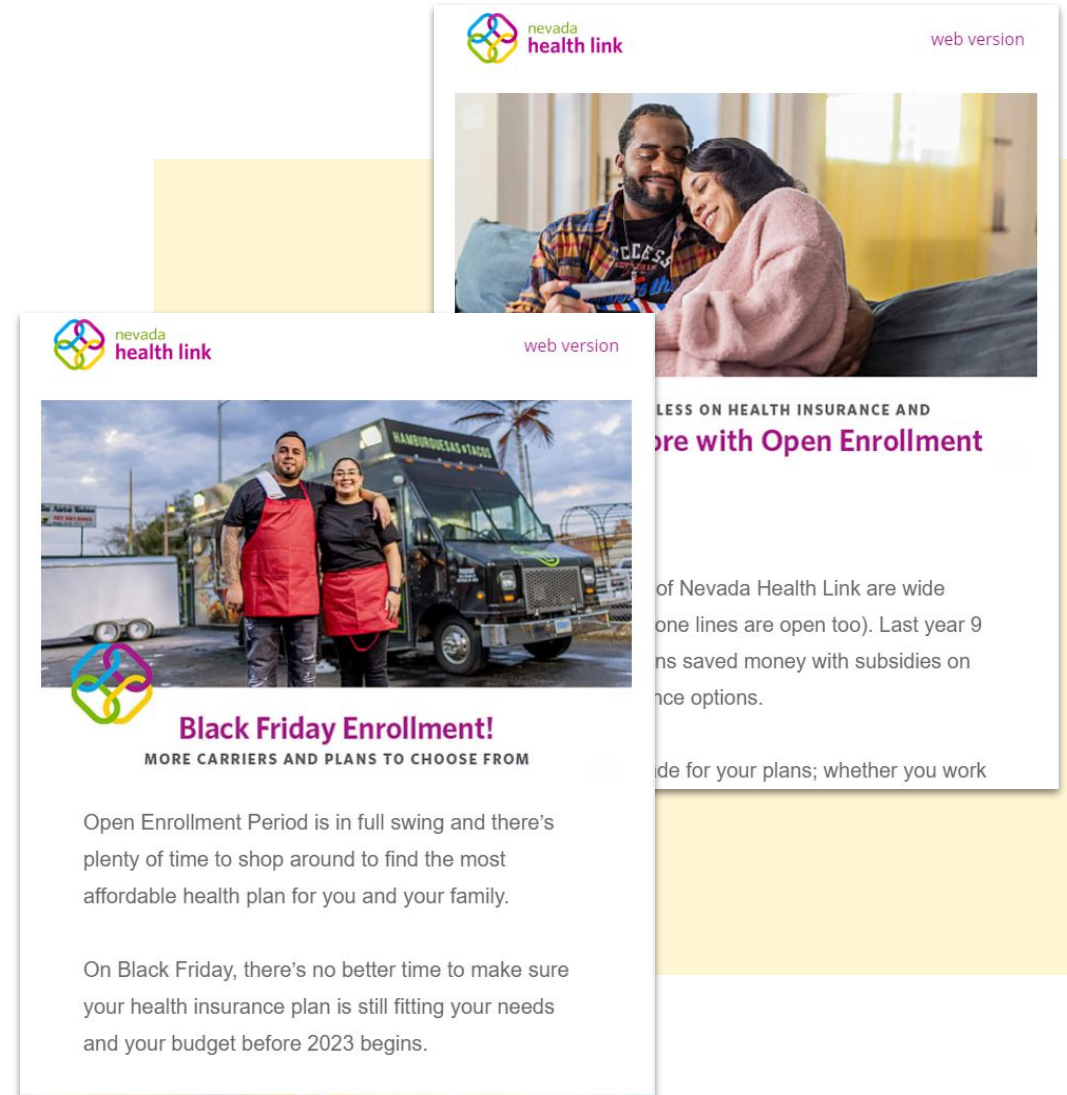 nevada
health link
web version
CCESS
LESS ON HEALTH INSURANCE AND
ore with Open Enrollment
of Nevada Health Link are wide
one lines are open too). Last year 9
ns saved money with subsidies on
nce options.
de for your plans; whether you work
nevada
health link
web version
HAMBURGUESAS & TACOS
Black Friday Enrollment!
MORE CARRIERS AND PLANS TO CHOOSE FROM
Open Enrollment Period is in full swing and there's
plenty of time to shop around to find the most
affordable health plan for you and your family.
On Black Friday, there's no better time to make sure
your health insurance plan is still fitting your needs
and your budget before 2023 begins.